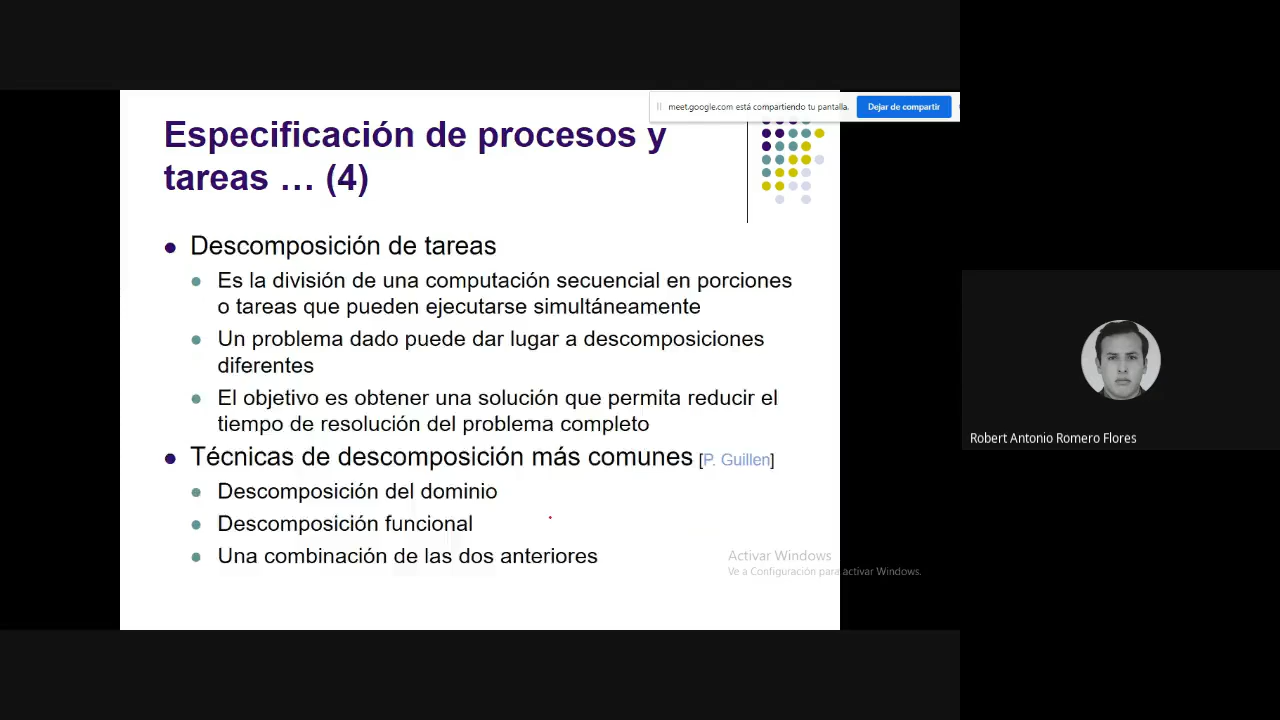 meet.google.com está compartiendo tu pantalla.
Dejar de compartir
Especificación de procesos y
tareas … (4)
Descomposición de tareas
Es la división de una computación secuencial en porciones
o tareas que pueden ejecutarse simultáneamente
Un problema dado puede dar lugar a descomposiciones
diferentes
El objetivo es obtener una solución que permita reducir el
tiempo de resolución del problema completo
Técnicas de descomposición más comunes [P. Guillen]
Descomposición del dominio
Descomposición funcional
Una combinación de las dos anteriores
Activar Windows
Ve a Configuración para activar Windows.
Robert Antonio Romero Flores